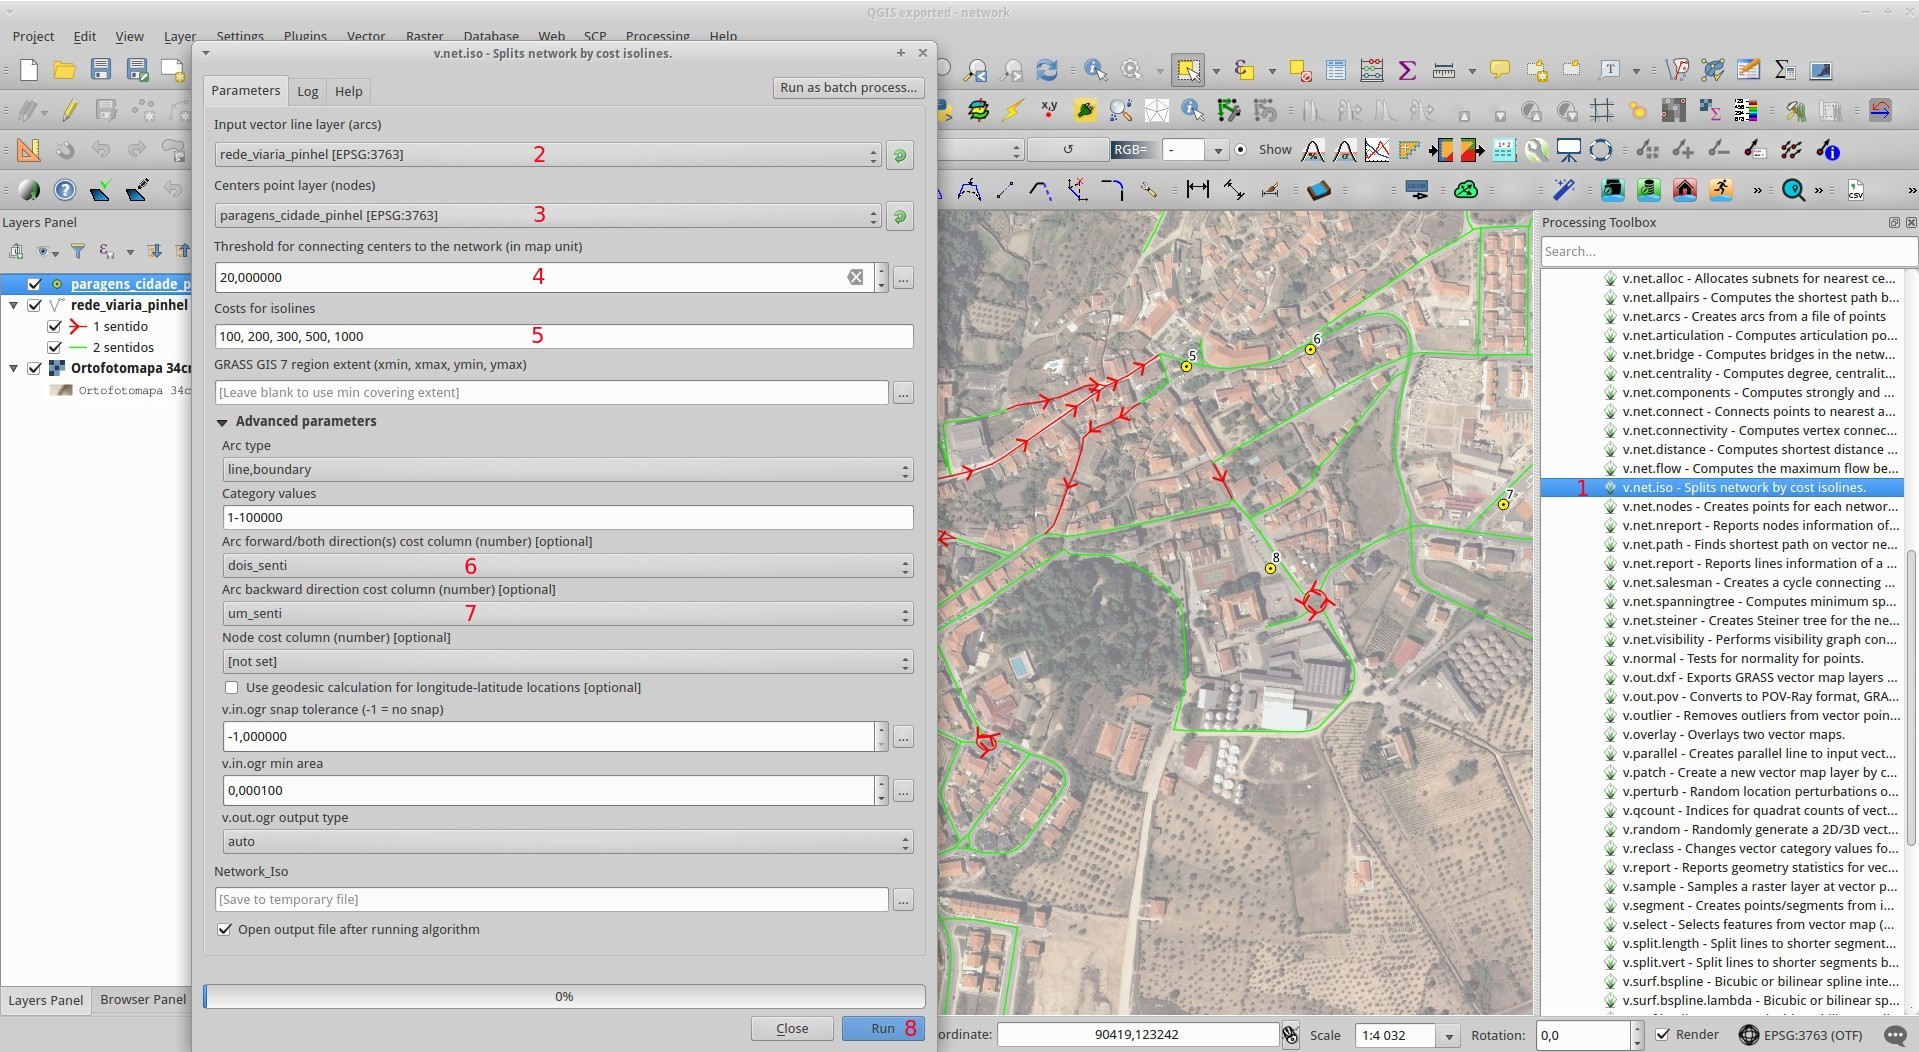 QGIS exported - network
Project Edit View Layer Settings Plugins Vector Raster Database Web SCP Processing Help
v.net.iso - Splits network by cost isolines.
Parameters
Log
Help
Run as batch process...
Input vector line layer (arcs)
rede_viaria_pinhel [EPSG:3763] 2
Centers point layer (nodes)
paragens_cidade_pinhel [EPSG:3763] 3
Threshold for connecting centers to the network (in map unit)
20,000000 4
...
Costs for isolines
100, 200, 300, 500, 1000 5
GRASS GIS 7 region extent (xmin, xmax, ymin, ymax)
[Leave blank to use min covering extent]
...
Advanced parameters
Arc type
line,boundary
Category values
1-100000
Arc forward/both direction(s) cost column (number) [optional]
dois_senti 6
Arc backward direction cost column (number) [optional]
um_senti 7
Node cost column (number) [optional]
[not set]
Use geodesic calculation for longitude-latitude locations [optional]
v.in.ogr snap tolerance (-1 = no snap)
-1,000000
...
v.in.ogr min area
0,000100
...
v.out.ogr output type
auto
Network_Iso
[Save to temporary file]
...
Open output file after running algorithm
0%
Close
Run 8
Layers Panel
paragens_cidade_p
rede_viaria_pinhel
1 sentido
2 sentidos
Ortofotomapa 34cr
Ortofotomapa 34c
Layers Panel
Browser Panel
x,y
RGB=
-
Show
CSV
5
6
7
8
Processing Toolbox
Search...
v.net.alloc - Allocates subnets for nearest ce...
v.net.allpairs - Computes the shortest path b...
v.net.arcs - Creates arcs from a file of points
v.net.articulation - Computes articulation po...
v.net.bridge - Computes bridges in the netw...
v.net.centrality - Computes degree, centralit...
v.net.components - Computes strongly and ...
v.net.connect - Connects points to nearest a...
v.net.connectivity - Computes vertex connec...
v.net.distance - Computes shortest distance ...
v.net.flow - Computes the maximum flow be...
1 v.net.iso - Splits network by cost isolines.
v.net.nodes - Creates points for each networ...
v.net.nreport - Reports nodes information of...
v.net.path - Finds shortest path on vector ne...
v.net.report - Reports lines information of a ...
v.net.salesman - Creates a cycle connecting ...
v.net.spanningtree - Computes minimum sp...
v.net.steiner - Creates Steiner tree for the ne...
v.net.visibility - Performs visibility graph con...
v.normal - Tests for normality for points.
v.out.dxf - Exports GRASS vector map layers ...
v.out.pov - Converts to POV-Ray format, GRA...
v.outlier - Removes outliers from vector poin...
v.overlay - Overlays two vector maps.
v.parallel - Creates parallel line to input vect...
v.patch - Create a new vector map layer by c...
v.perturb - Random location perturbations o...
v.qcount - Indices for quadrat counts of vect...
v.random - Randomly generate a 2D/3D vect...
v.reclass - Changes vector category values fo...
v.report - Reports geometry statistics for vec...
v.sample - Samples a raster layer at vector p...
v.segment - Creates points/segments from i...
v.select - Selects features from vector map (...
v.split.length - Split lines to shorter segment...
v.split.vert - Split lines to shorter segments b...
v.surf.bspline - Bicubic or bilinear spline inte...
v.surf.bspline.lambda - Bicubic or bilinear sp...
ordinate: 90419,123242 Scale 1:4 032 Rotation: 0,0 Render EPSG:3763 (OTF)